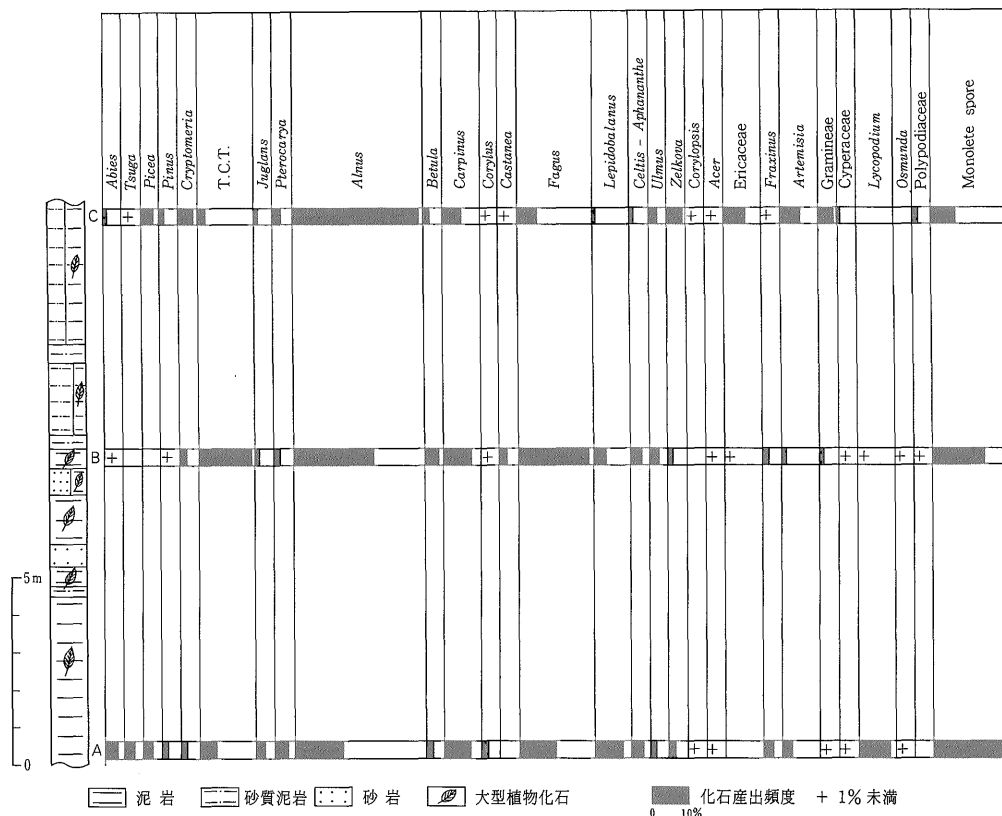 Abies
Tsuga
Picea
Pinus
Cryptomeria
T.C.T.
Juglans
Pterocarya
Alnus
Betula
Carpinus
Corylus
Castanea
Fagus
Lepidobalanus
Celtis - Aphananthe
Ulmus
Zelkova
Corylopsis
Acer
Ericaceae
Fraxinus
Artemisia
Gramineae
Cyperaceae
Lycopodium
Osmunda
Polypodiaceae
Monolete spore
C + + + + + +
B + + + + + + + + +
5m
A + + + + +
0
泥岩 砂質泥岩 砂岩 大型植物化石 化石産出頻度 + 1%未満
0 10%